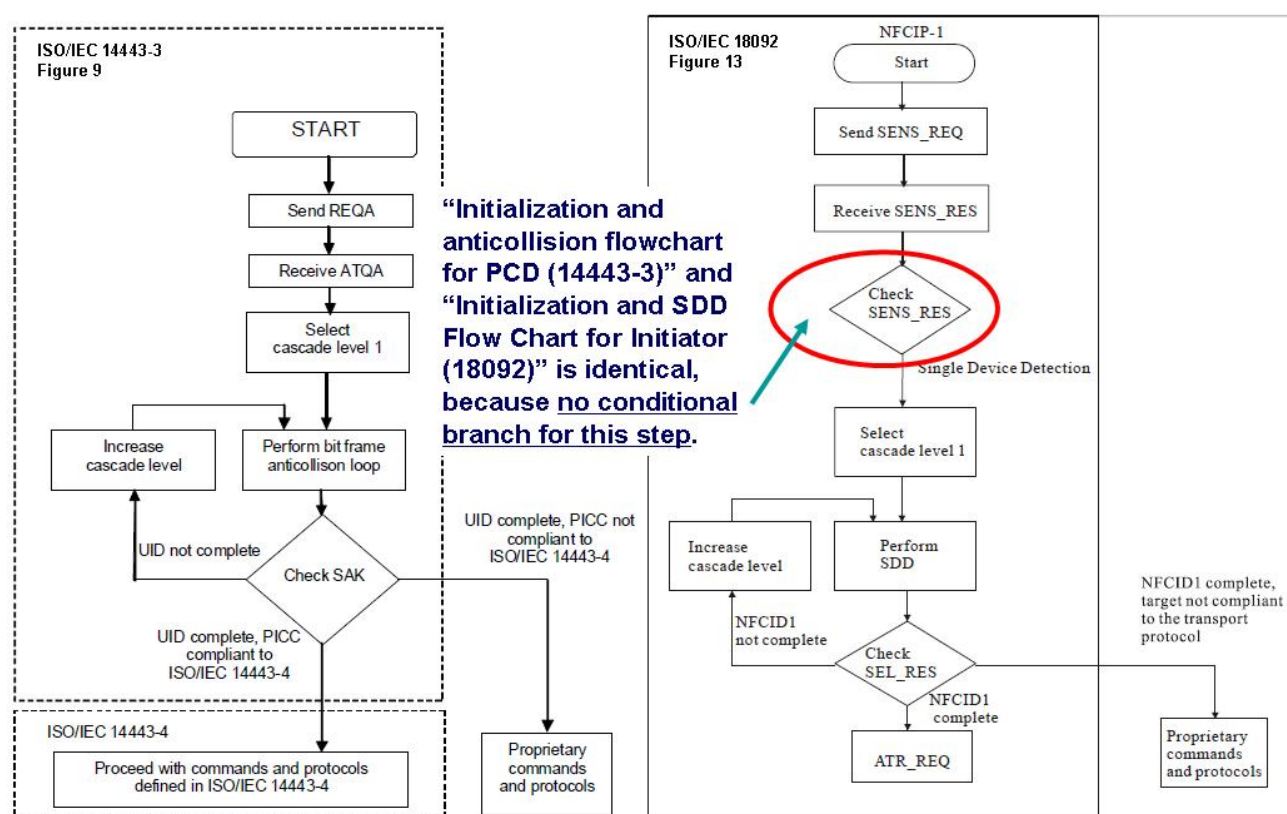 ISO/IEC 14443-3
Figure 9
START
Send REQA
Receive ATQA
Select
cascade level 1
Increase
cascade level
Perform bit frame
anticollison loop
UID not complete
Check SAK
UID complete, PICC not
compliant to
ISO/IEC 14443-4
UID complete, PICC
compliant to
ISO/IEC 14443-4
ISO/IEC 14443-4
Proceed with commands and protocols
defined in ISO/IEC 14443-4
Proprietary
commands
and protocols
“Initialization and
anticollision flowchart
for PCD (14443-3)” and
“Initialization and SDD
Flow Chart for Initiator
(18092)” is identical,
because no conditional
branch for this step.
ISO/IEC 18092
Figure 13
NFCIP-1
Start
Send SENS_REQ
Receive SENS_RES
Check
SENS_RES
Single Device Detection
Select
cascade level 1
Increase
cascade level
Perform
SDD
NFCID1
not complete
Check
SEL_RES
NFCID1
complete
ATR_REQ
NFCID1 complete,
target not compliant
to the transport
protocol
Proprietary
commands
and protocols